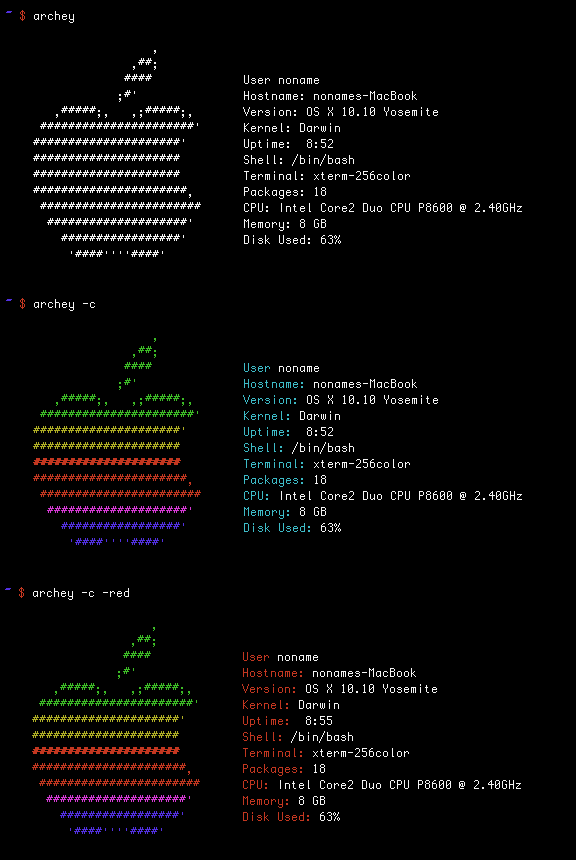 ~ $ archey
,
,##;
####
;#'
,#####;,   ,;#####;,
######################'
#####################'
#####################
#####################
######################,
#######################
####################'
#################'
'####''''####'
User noname
Hostname: nonames-MacBook
Version: OS X 10.10 Yosemite
Kernel: Darwin
Uptime:  8:52
Shell: /bin/bash
Terminal: xterm-256color
Packages: 18
CPU: Intel Core2 Duo CPU P8600 @ 2.40GHz
Memory: 8 GB
Disk Used: 63%
~ $ archey -c
,
,##;
####
;#'
,#####;,   ,;#####;,
######################'
#####################'
#####################
#####################
######################,
#######################
####################'
#################'
'####''''####'
User noname
Hostname: nonames-MacBook
Version: OS X 10.10 Yosemite
Kernel: Darwin
Uptime:  8:52
Shell: /bin/bash
Terminal: xterm-256color
Packages: 18
CPU: Intel Core2 Duo CPU P8600 @ 2.40GHz
Memory: 8 GB
Disk Used: 63%
~ $ archey -c -red
,
,##;
####
;#'
,#####;,   ,;#####;,
######################'
#####################'
#####################
#####################
######################,
#######################
####################'
#################'
'####''''####'
User noname
Hostname: nonames-MacBook
Version: OS X 10.10 Yosemite
Kernel: Darwin
Uptime:  8:55
Shell: /bin/bash
Terminal: xterm-256color
Packages: 18
CPU: Intel Core2 Duo CPU P8600 @ 2.40GHz
Memory: 8 GB
Disk Used: 63%